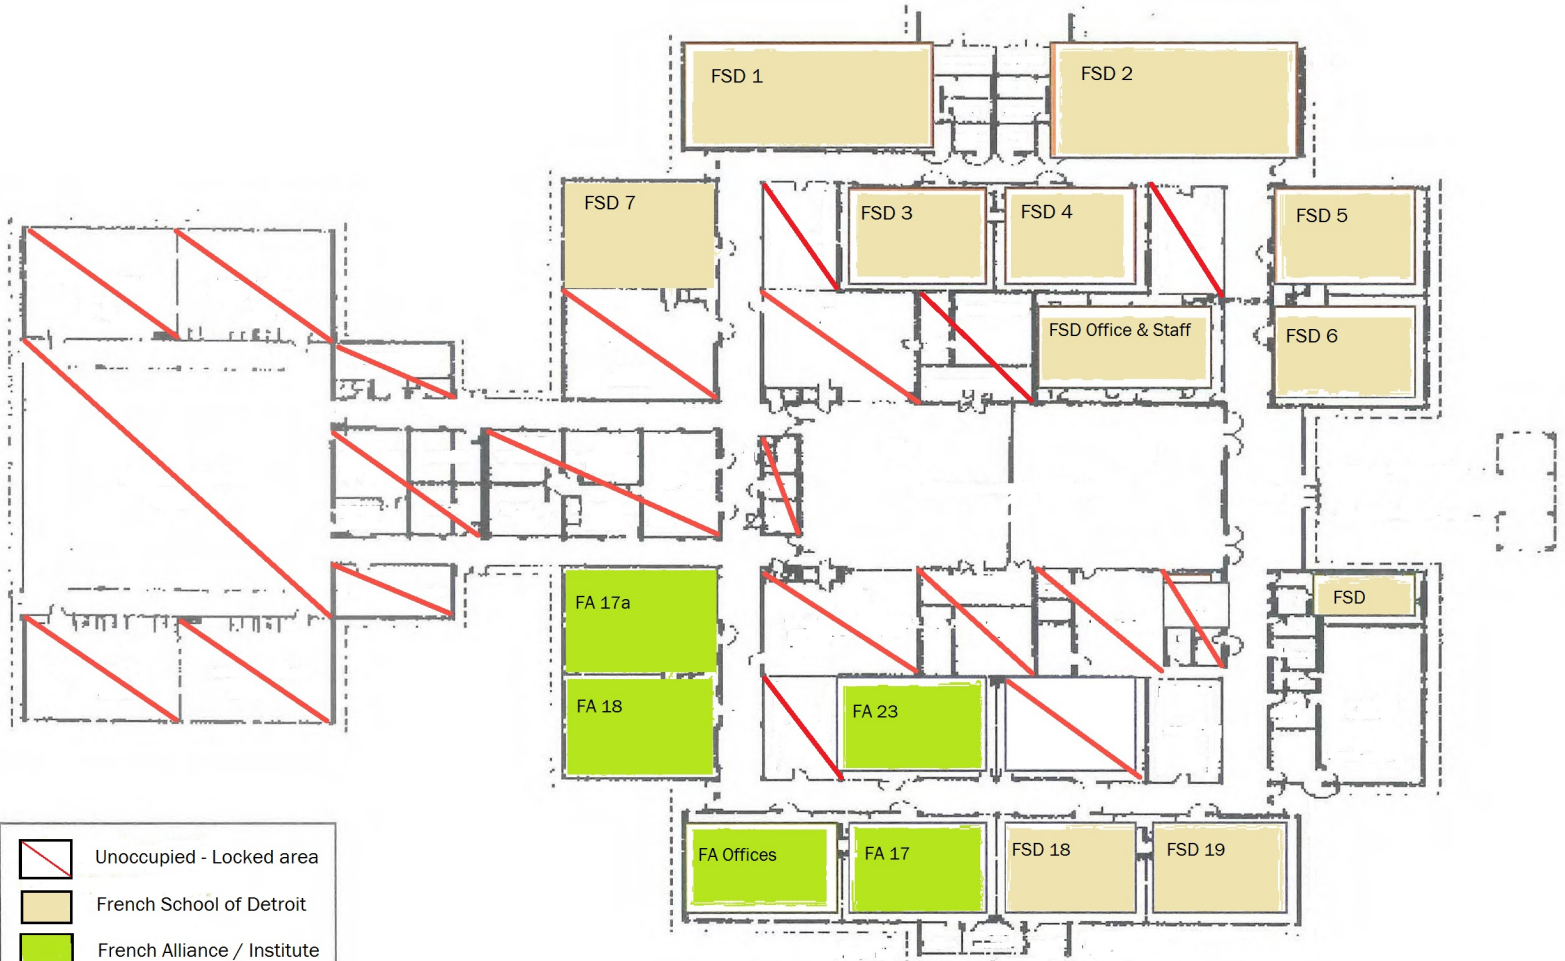 FSD 1
FSD 2
FSD 7
FSD 3
FSD 4
FSD 5
FSD Office & Staff
FSD 6
FA 17a
FSD
FA 18
FA 23
FA Offices
FA 17
FSD 18
FSD 19
Unoccupied - Locked area
French School of Detroit
French Alliance / Institute